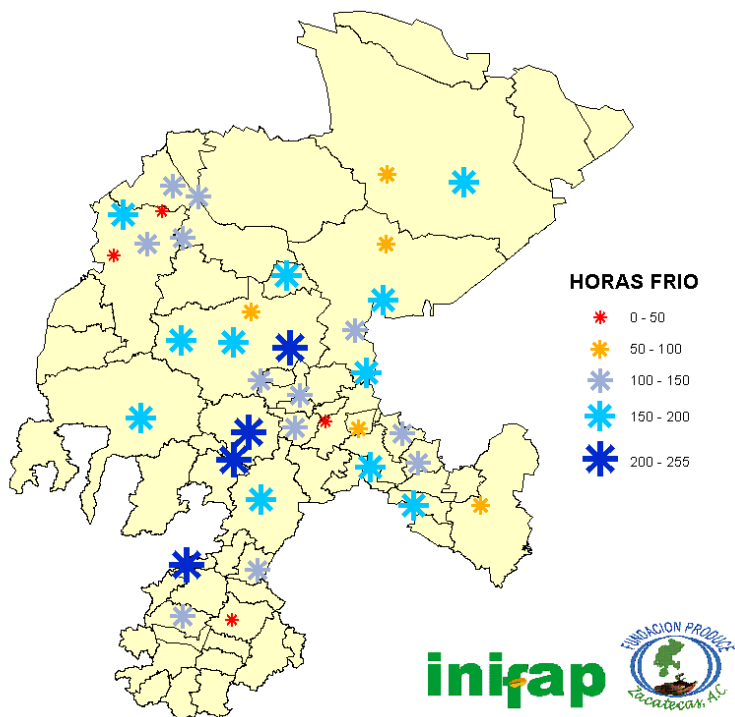 HORAS FRIO
0 - 50
50 - 100
100 - 150
150 - 200
200 - 255
inifap
FUNDACION PRODUCE
Zacatecas, A.C